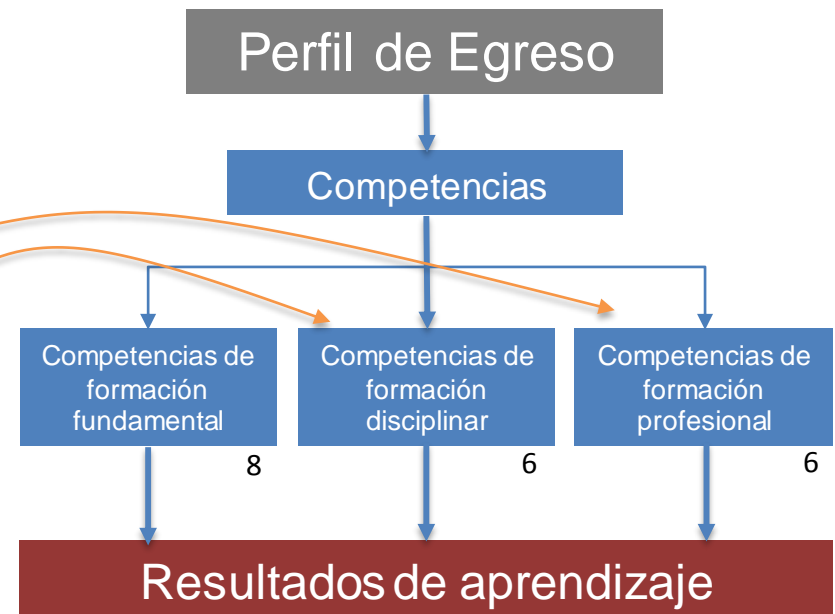 Perfil de Egreso
Competencias
Competencias de
formación
fundamental
8
Competencias de
formación
disciplinar
6
Competencias de
formación
profesional
6
Resultados de aprendizaje